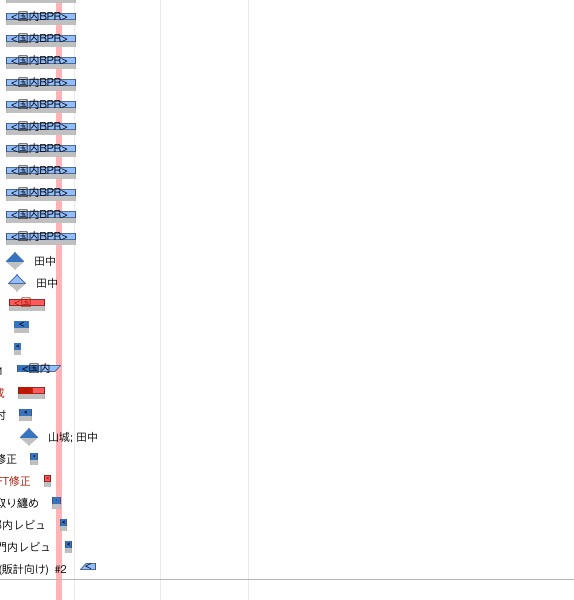 <国内BPR>
<国内BPR>
<国内BPR>
<国内BPR>
<国内BPR>
<国内BPR>
<国内BPR>
<国内BPR>
<国内BPR>
<国内BPR>
<国内BPR>
田中
田中
<国
<
<国内
付
山城; 田中
修正
FT修正
取り纏め
内レビュ
門内レビュ
(販計向け) #2
<